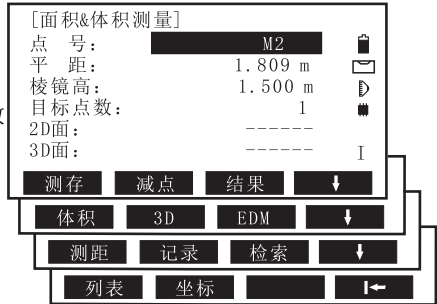 [面积&体积测量]
点 号: M2
平 距: 1.809 m
棱镜高: 1.500 m
目标点数: 1
2D面: ------
3D面: ------ I
测存 减点 结果 ↓
体积 3D EDM ↓
测距 记录 检索 ↓
列表 坐标